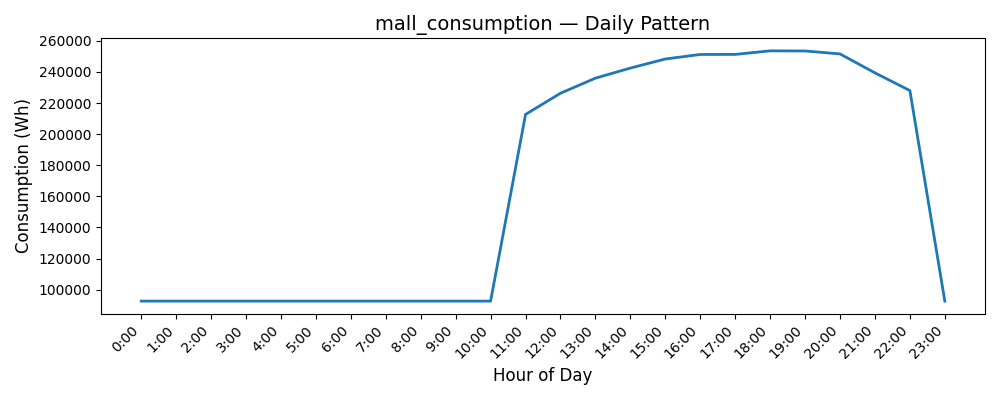 mall_consumption — Daily Pattern
Consumption (Wh)
260000
240000
220000
200000
180000
160000
140000
120000
100000
0:00 1:00 2:00 3:00 4:00 5:00 6:00 7:00 8:00 9:00 10:00 11:00 12:00 13:00 14:00 15:00 16:00 17:00 18:00 19:00 20:00 21:00 22:00 23:00
Hour of Day